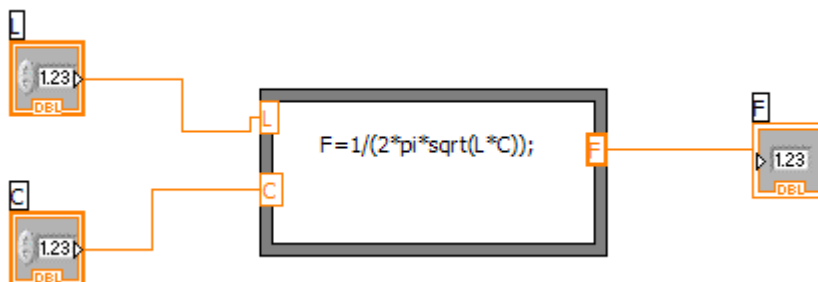 L
1.23
DBL
L
F=1/(2*pi*sqrt(L*C));
F
F
1.23
DBL
C
C
1.23
DBL